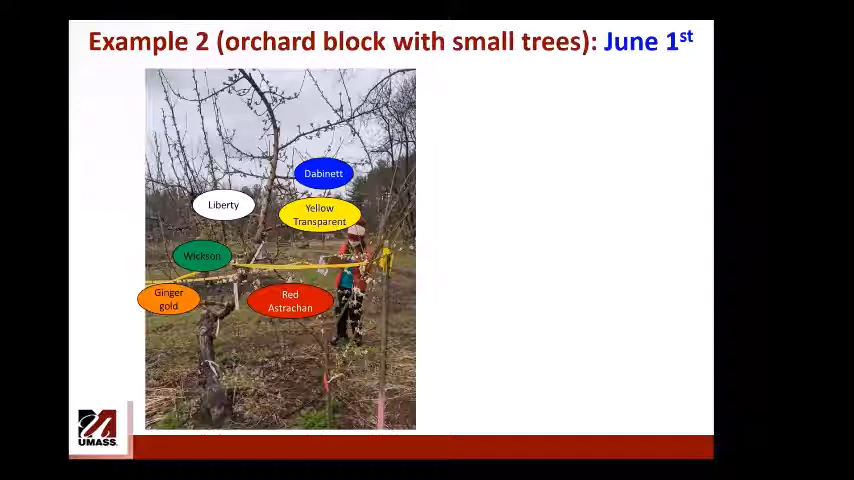 Example 2 (orchard block with small trees): June 1st
Dabinett
Liberty
Yellow
Transparent
Wickson
Ginger
gold
Red
Astrachan
UMASS